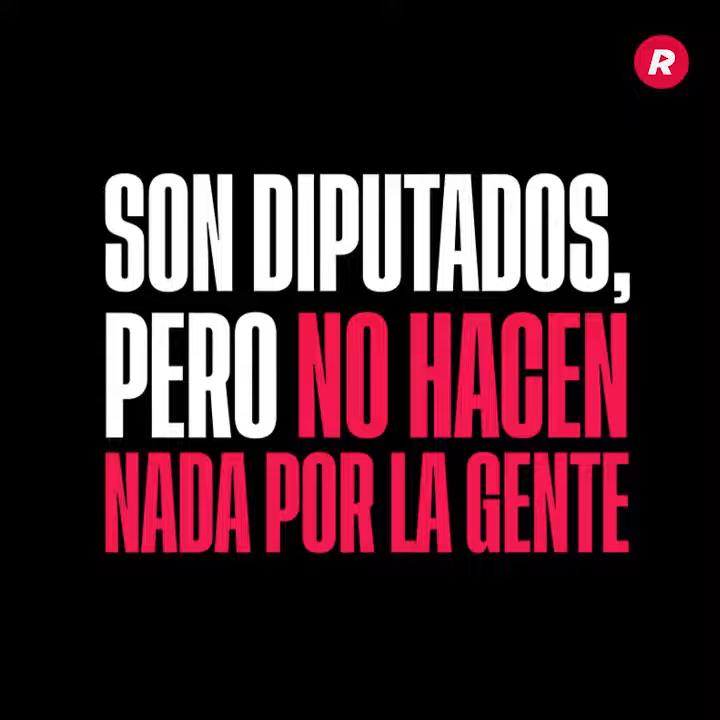 R
SON DIPUTADOS,
PERO NO HACEN
NADA POR LA GENTE